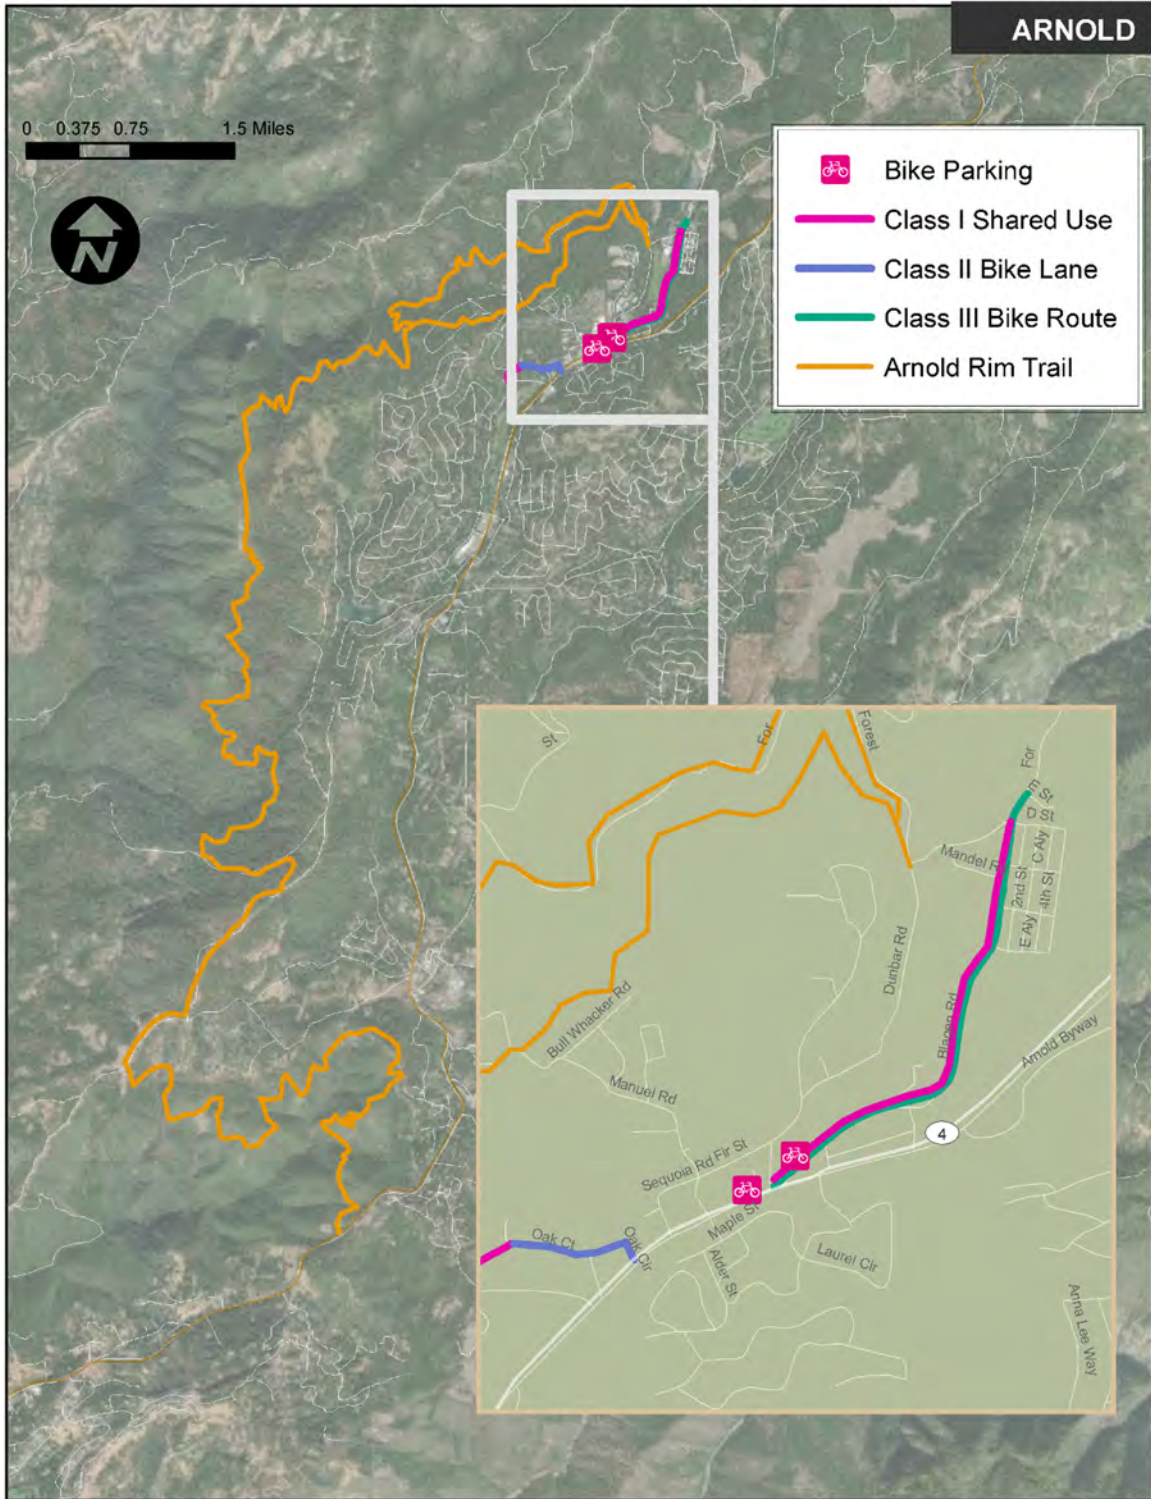 ARNOLD
0 0.375 0.75 1.5 Miles
N
Bike Parking
Class I Shared Use
Class II Bike Lane
Class III Bike Route
Arnold Rim Trail
St
For
Forest
For
E St
D St
Mandel R
C Aly
2nd St
4th St
E Aly
Dunbar Rd
Blagen Rd
Arnold Byway
Bull Whacker Rd
Manuel Rd
4
Sequoia Rd Fir St
Maple St
Oak Ct
Oak Cir
Alder St
Laurel Cir
Anna Lee Way